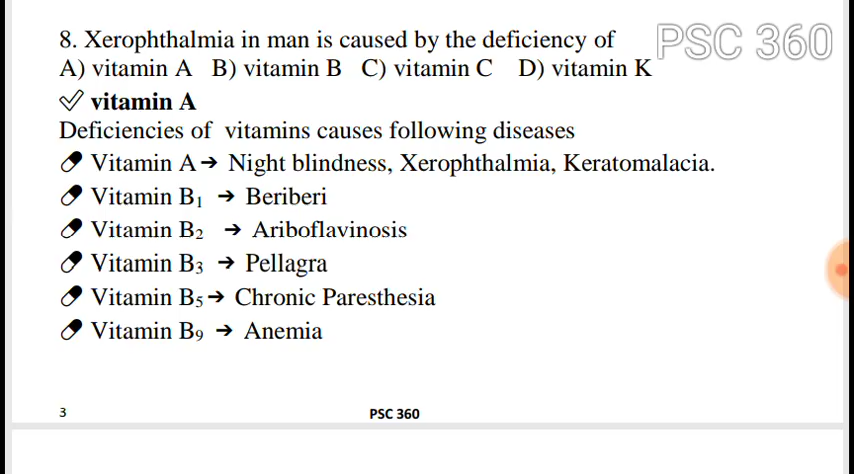 PSC 360
8. Xerophthalmia in man is caused by the deficiency of
A) vitamin A B) vitamin B C) vitamin C D) vitamin K
✓ vitamin A
Deficiencies of vitamins causes following diseases
Vitamin A➔ Night blindness, Xerophthalmia, Keratomalacia.
Vitamin B₁ ➔ Beriberi
Vitamin B₂ ➔ Ariboflavinosis
Vitamin B₃ ➔ Pellagra
Vitamin B₅➔ Chronic Paresthesia
Vitamin B₉ ➔ Anemia
3 PSC 360